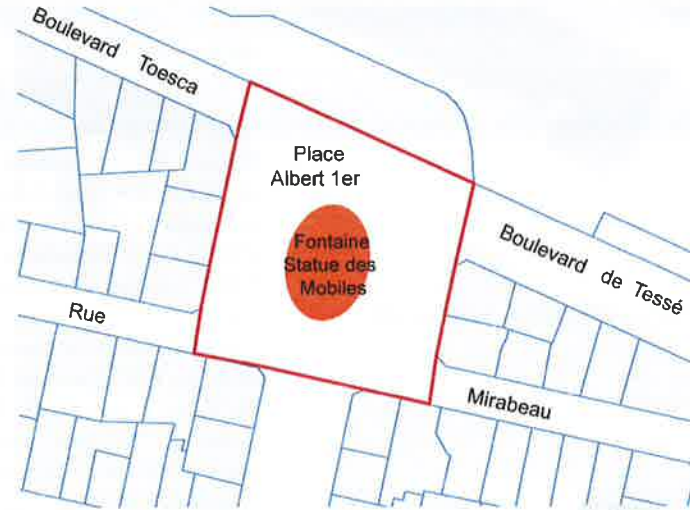 Boulevard Toesca
Place
Albert 1er
Fontaine
Statue des
Mobiles
Boulevard de Tessé
Rue
Mirabeau